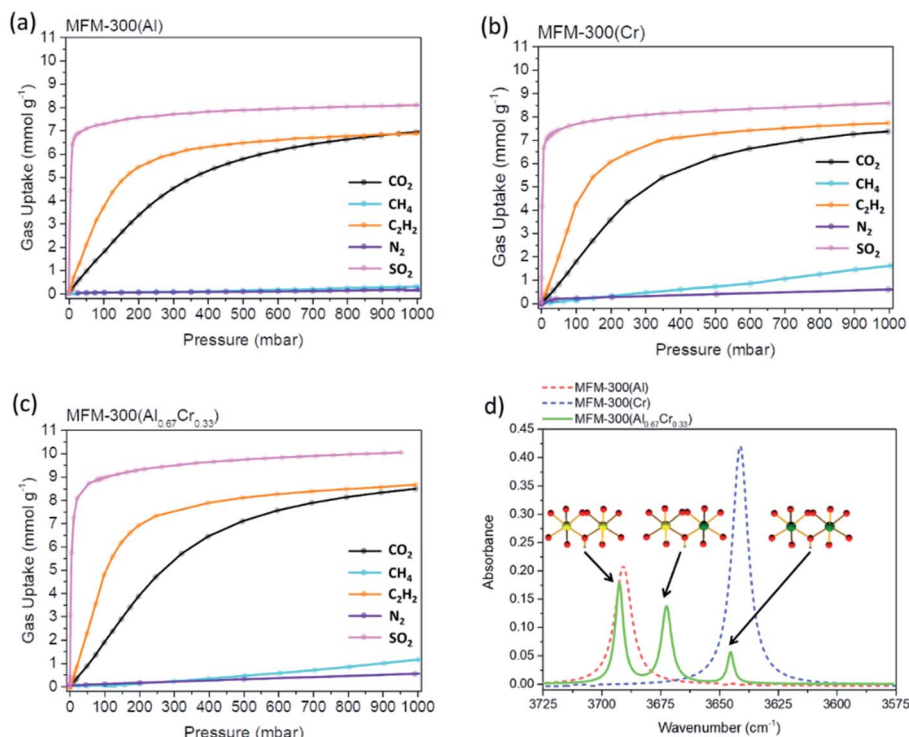 (a)
MFM-300(Al)
Gas Uptake (mmol g⁻¹)
11
10
9
8
7
6
5
4
3
2
1
0
CO₂
CH₄
C₂H₂
N₂
SO₂
0 100 200 300 400 500 600 700 800 900 1000
Pressure (mbar)
(b)
MFM-300(Cr)
Gas Uptake (mmol g⁻¹)
11
10
9
8
7
6
5
4
3
2
1
0
CO₂
CH₄
C₂H₂
N₂
SO₂
0 100 200 300 400 500 600 700 800 900 1000
Pressure (mbar)
(c)
MFM-300(Al₀.₆₇Cr₀.₃₃)
Gas Uptake (mmol g⁻¹)
11
10
9
8
7
6
5
4
3
2
1
0
CO₂
CH₄
C₂H₂
N₂
SO₂
0 100 200 300 400 500 600 700 800 900 1000
Pressure (mbar)
d)
MFM-300(Al)
MFM-300(Cr)
MFM-300(Al₀.₆₇Cr₀.₃₃)
Absorbance
0.45
0.40
0.35
0.30
0.25
0.20
0.15
0.10
0.05
0.00
3725 3700 3675 3650 3625 3600 3575
Wavenumber (cm⁻¹)